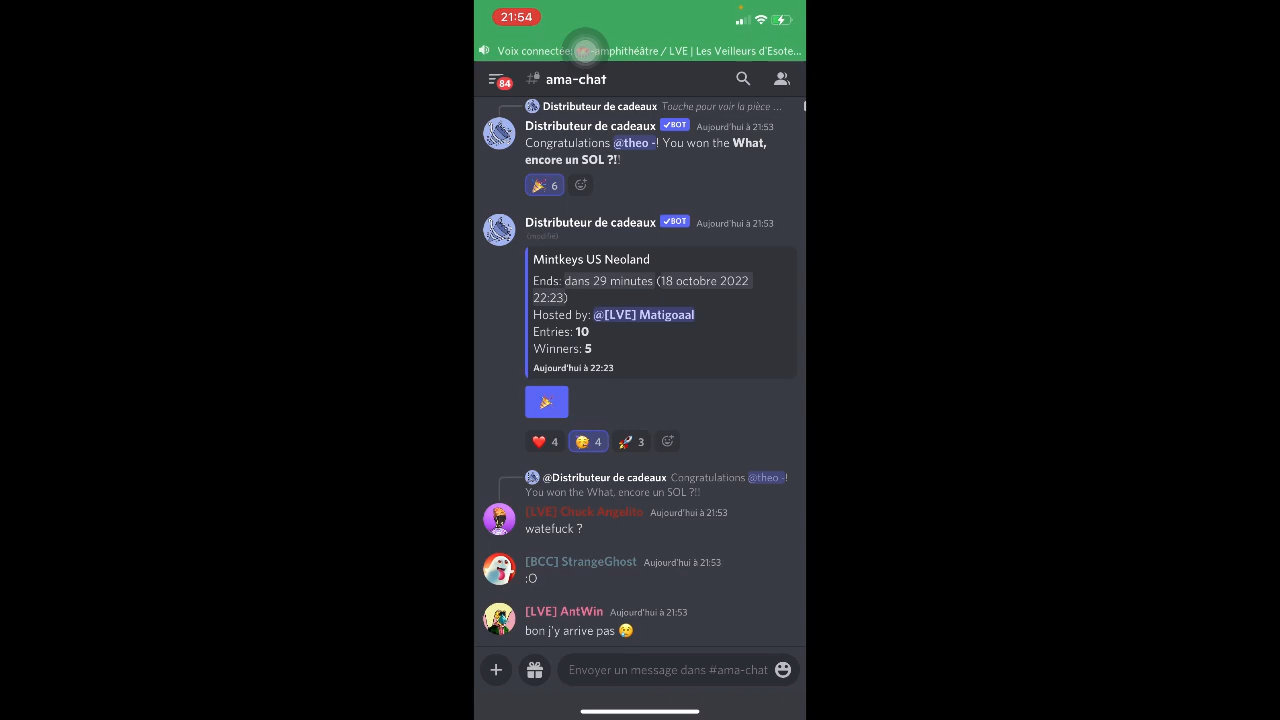 21:54
Voix connectée: -amphithéâtre / LVE | Les Veilleurs d'Esote...
84
ama-chat
Distributeur de cadeaux Touche pour voir la pièce ...
Distributeur de cadeaux ✓BOT Aujourd'hui à 21:53
Congratulations @theo -! You won the What,
encore un SOL ?!!
🎉 6
Distributeur de cadeaux ✓BOT Aujourd'hui à 21:53
(modifié)
Mintkeys US Neoland
Ends: dans 29 minutes (18 octobre 2022
22:23)
Hosted by: @[LVE] Matigoaal
Entries: 10
Winners: 5
Aujourd'hui à 22:23
🎉
❤️ 4 🥳 4 🚀 3
@Distributeur de cadeaux Congratulations @theo -!
You won the What, encore un SOL ?!!
[LVE] Chuck Angelito Aujourd'hui à 21:53
watefuck ?
[BCC] StrangeGhost Aujourd'hui à 21:53
:O
[LVE] AntWin Aujourd'hui à 21:53
bon j'y arrive pas 😢
Envoyer un message dans #ama-chat